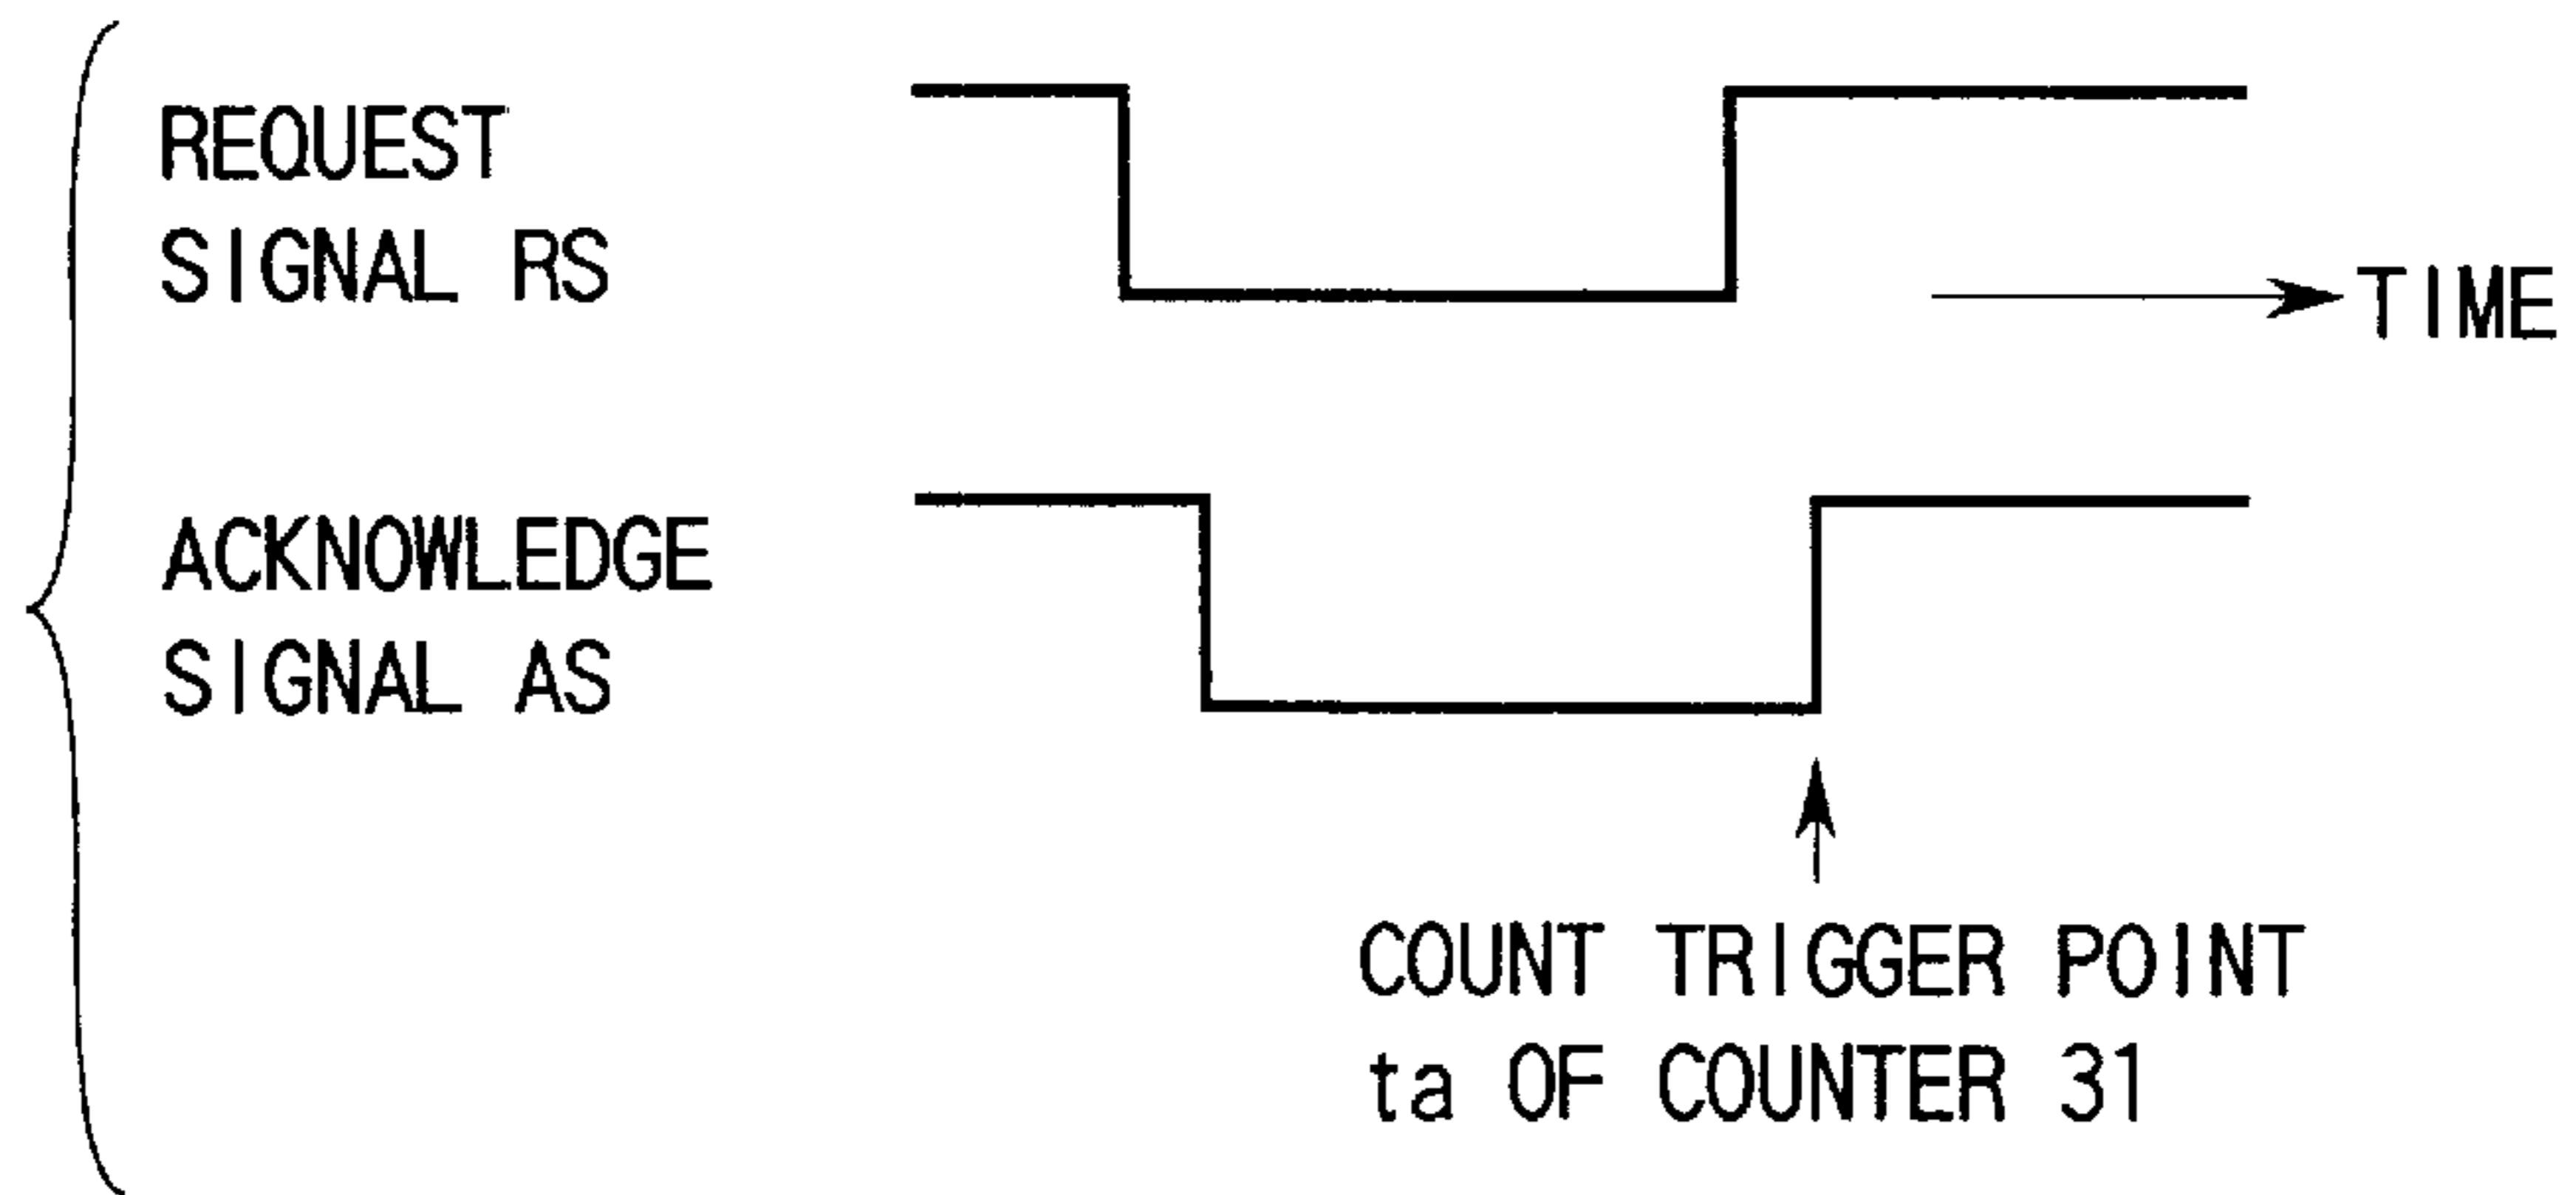 REQUEST
SIGNAL RS
TIME
ACKNOWLEDGE
SIGNAL AS
COUNT TRIGGER POINT
ta OF COUNTER 31